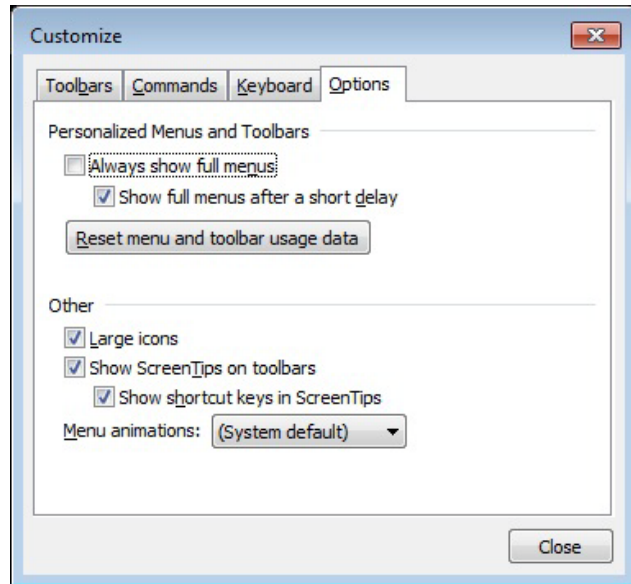 Customize
Toolbars Commands Keyboard Options
Personalized Menus and Toolbars
Always show full menus
Show full menus after a short delay
Reset menu and toolbar usage data
Other
Large icons
Show ScreenTips on toolbars
Show shortcut keys in ScreenTips
Menu animations: (System default)
Close